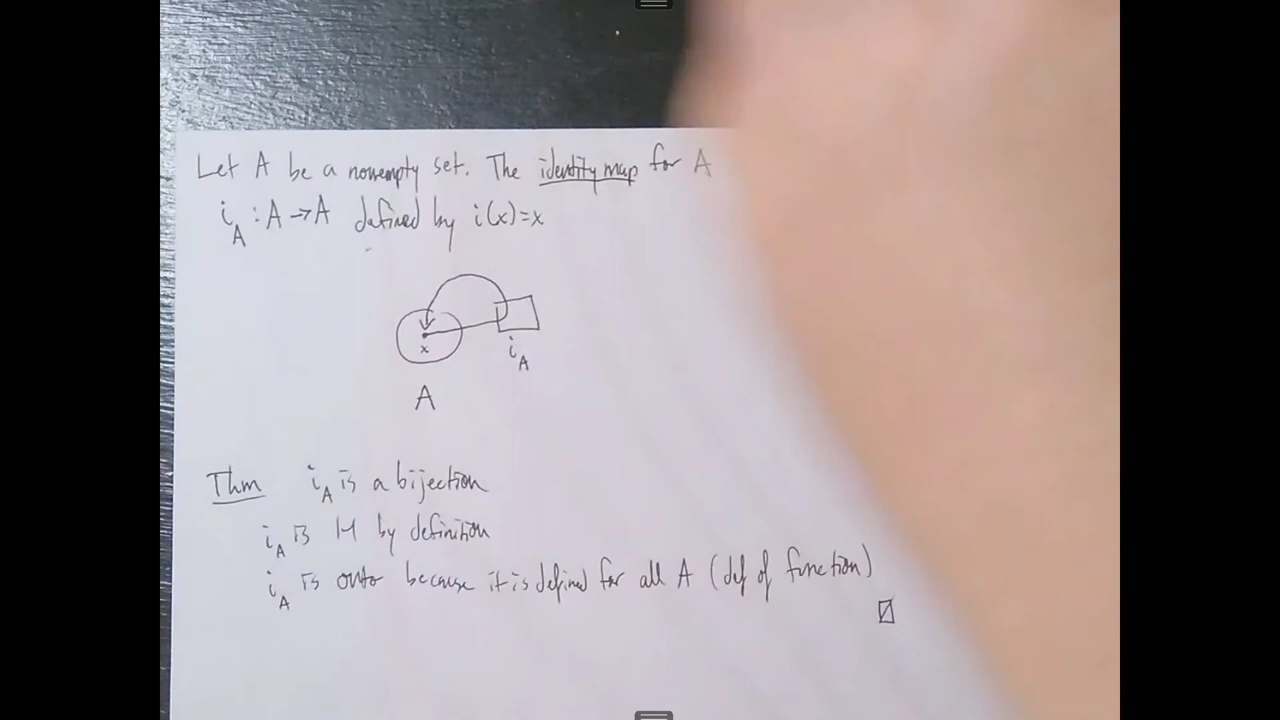 Let A be a nonempty set. The identity map for A
i_A : A → A defined by i(x)=x
x
i_A
A
Thm i_A is a bijection
i_A is 1-1 by definition
i_A is onto because it is defined for all A (def of function)